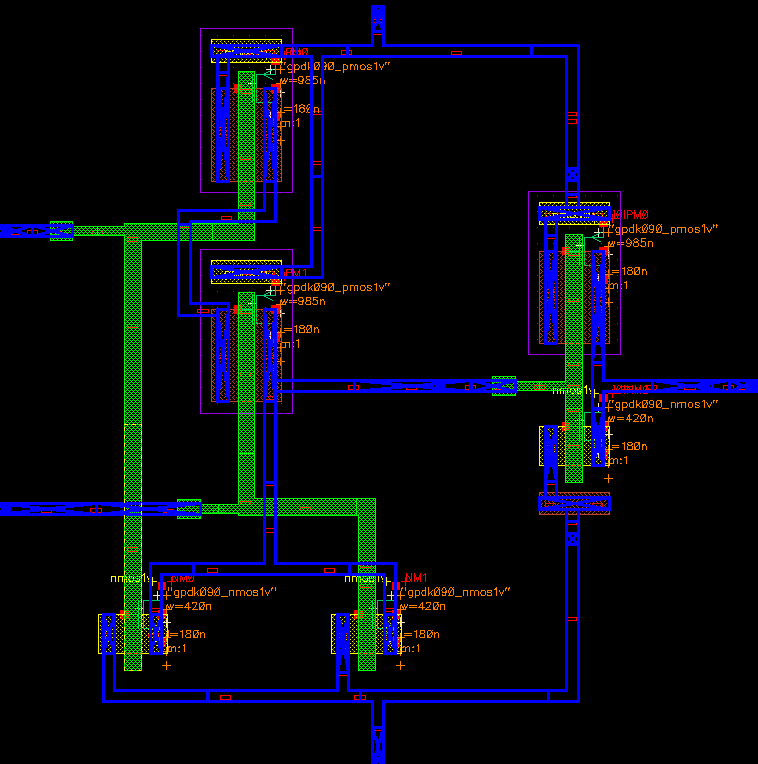 PM0
"gpdk090_pmos1v"
w=985n
l=180n
m:1
"gpdk090_pmos1v"
w=985n
l=180n
m:1
PM1
"gpdk090_pmos1v"
w=985n
l=180n
m:1
nmos1v
"gpdk090_nmos1v"
w=420n
l=180n
m:1
nmos1v
NM0
"gpdk090_nmos1v"
w=420n
l=180n
m:1
nmos1v
NM1
"gpdk090_nmos1v"
w=420n
l=180n
m:1